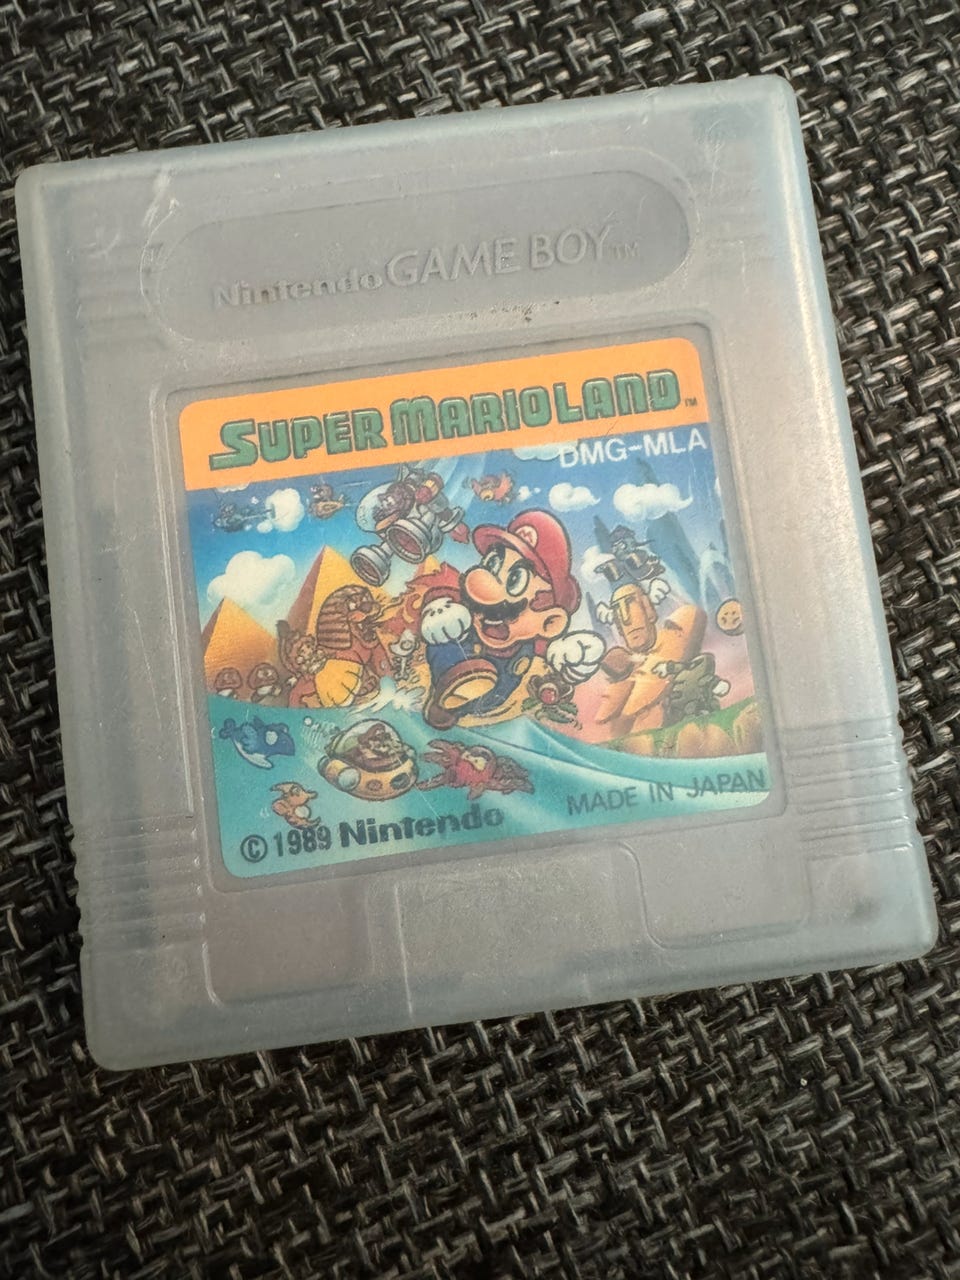 Nintendo GAME BOY™
SUPER MARIO LAND™
DMG-MLA
MADE IN JAPAN
© 1989 Nintendo